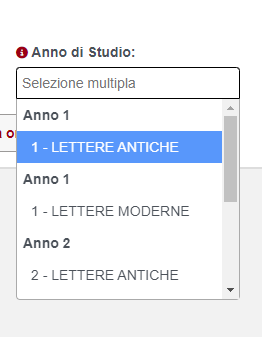 Anno di Studio:
Selezione multipla
Anno 1
1 - LETTERE ANTICHE
Anno 1
1 - LETTERE MODERNE
Anno 2
2 - LETTERE ANTICHE